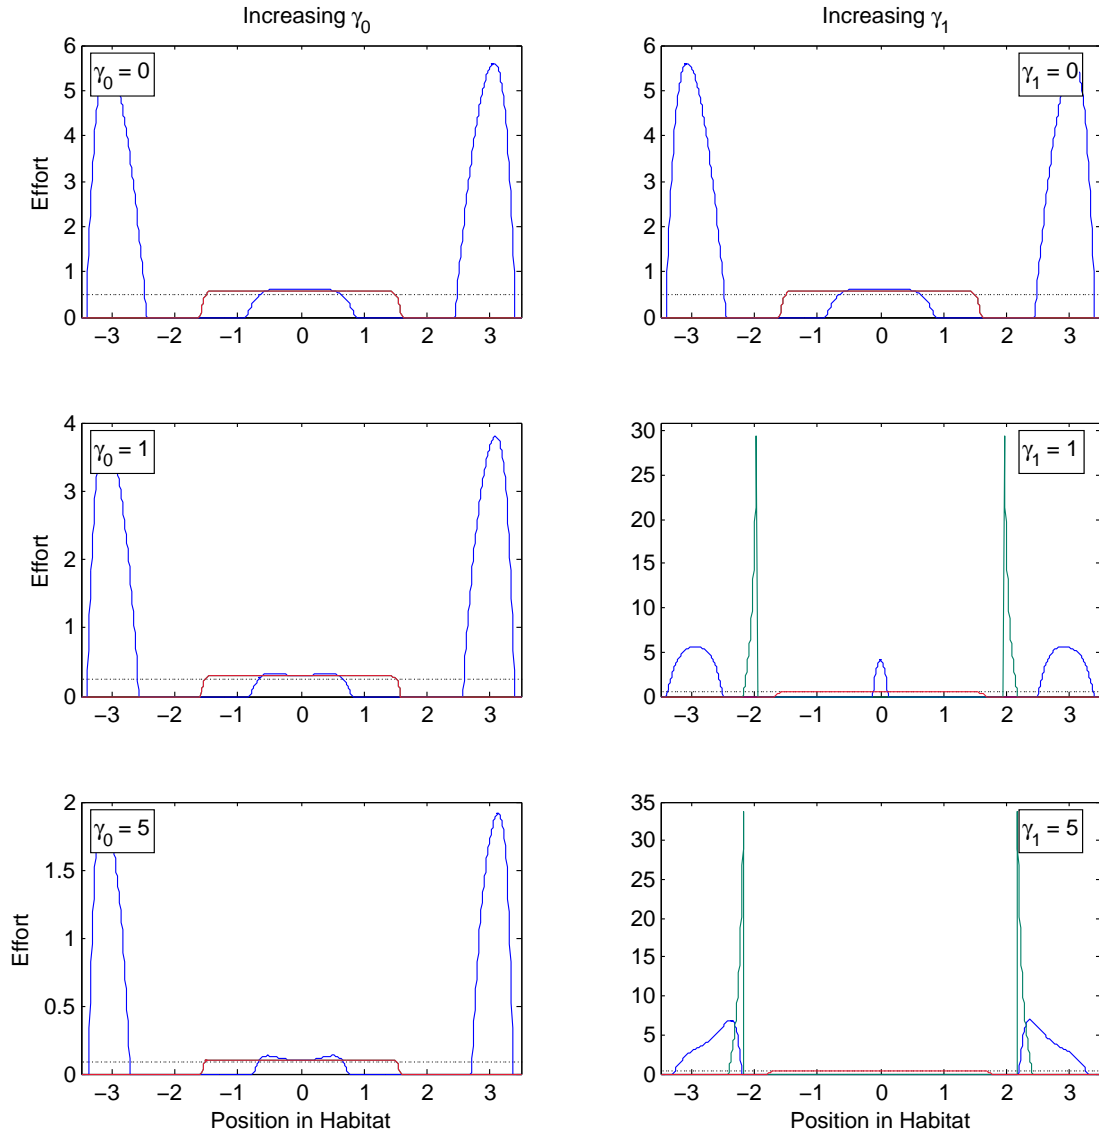 Increasing γ0
Increasing γ1
6
5
4
3
2
1
0
γ0 = 0
Effort
−3 −2 −1 0 1 2 3
6
5
4
3
2
1
0
γ1 = 0
−3 −2 −1 0 1 2 3
4
3
2
1
0
γ0 = 1
Effort
−3 −2 −1 0 1 2 3
30
25
20
15
10
5
0
γ1 = 1
−3 −2 −1 0 1 2 3
2
1.5
1
0.5
0
γ0 = 5
Effort
−3 −2 −1 0 1 2 3
Position in Habitat
35
30
25
20
15
10
5
0
γ1 = 5
−3 −2 −1 0 1 2 3
Position in Habitat